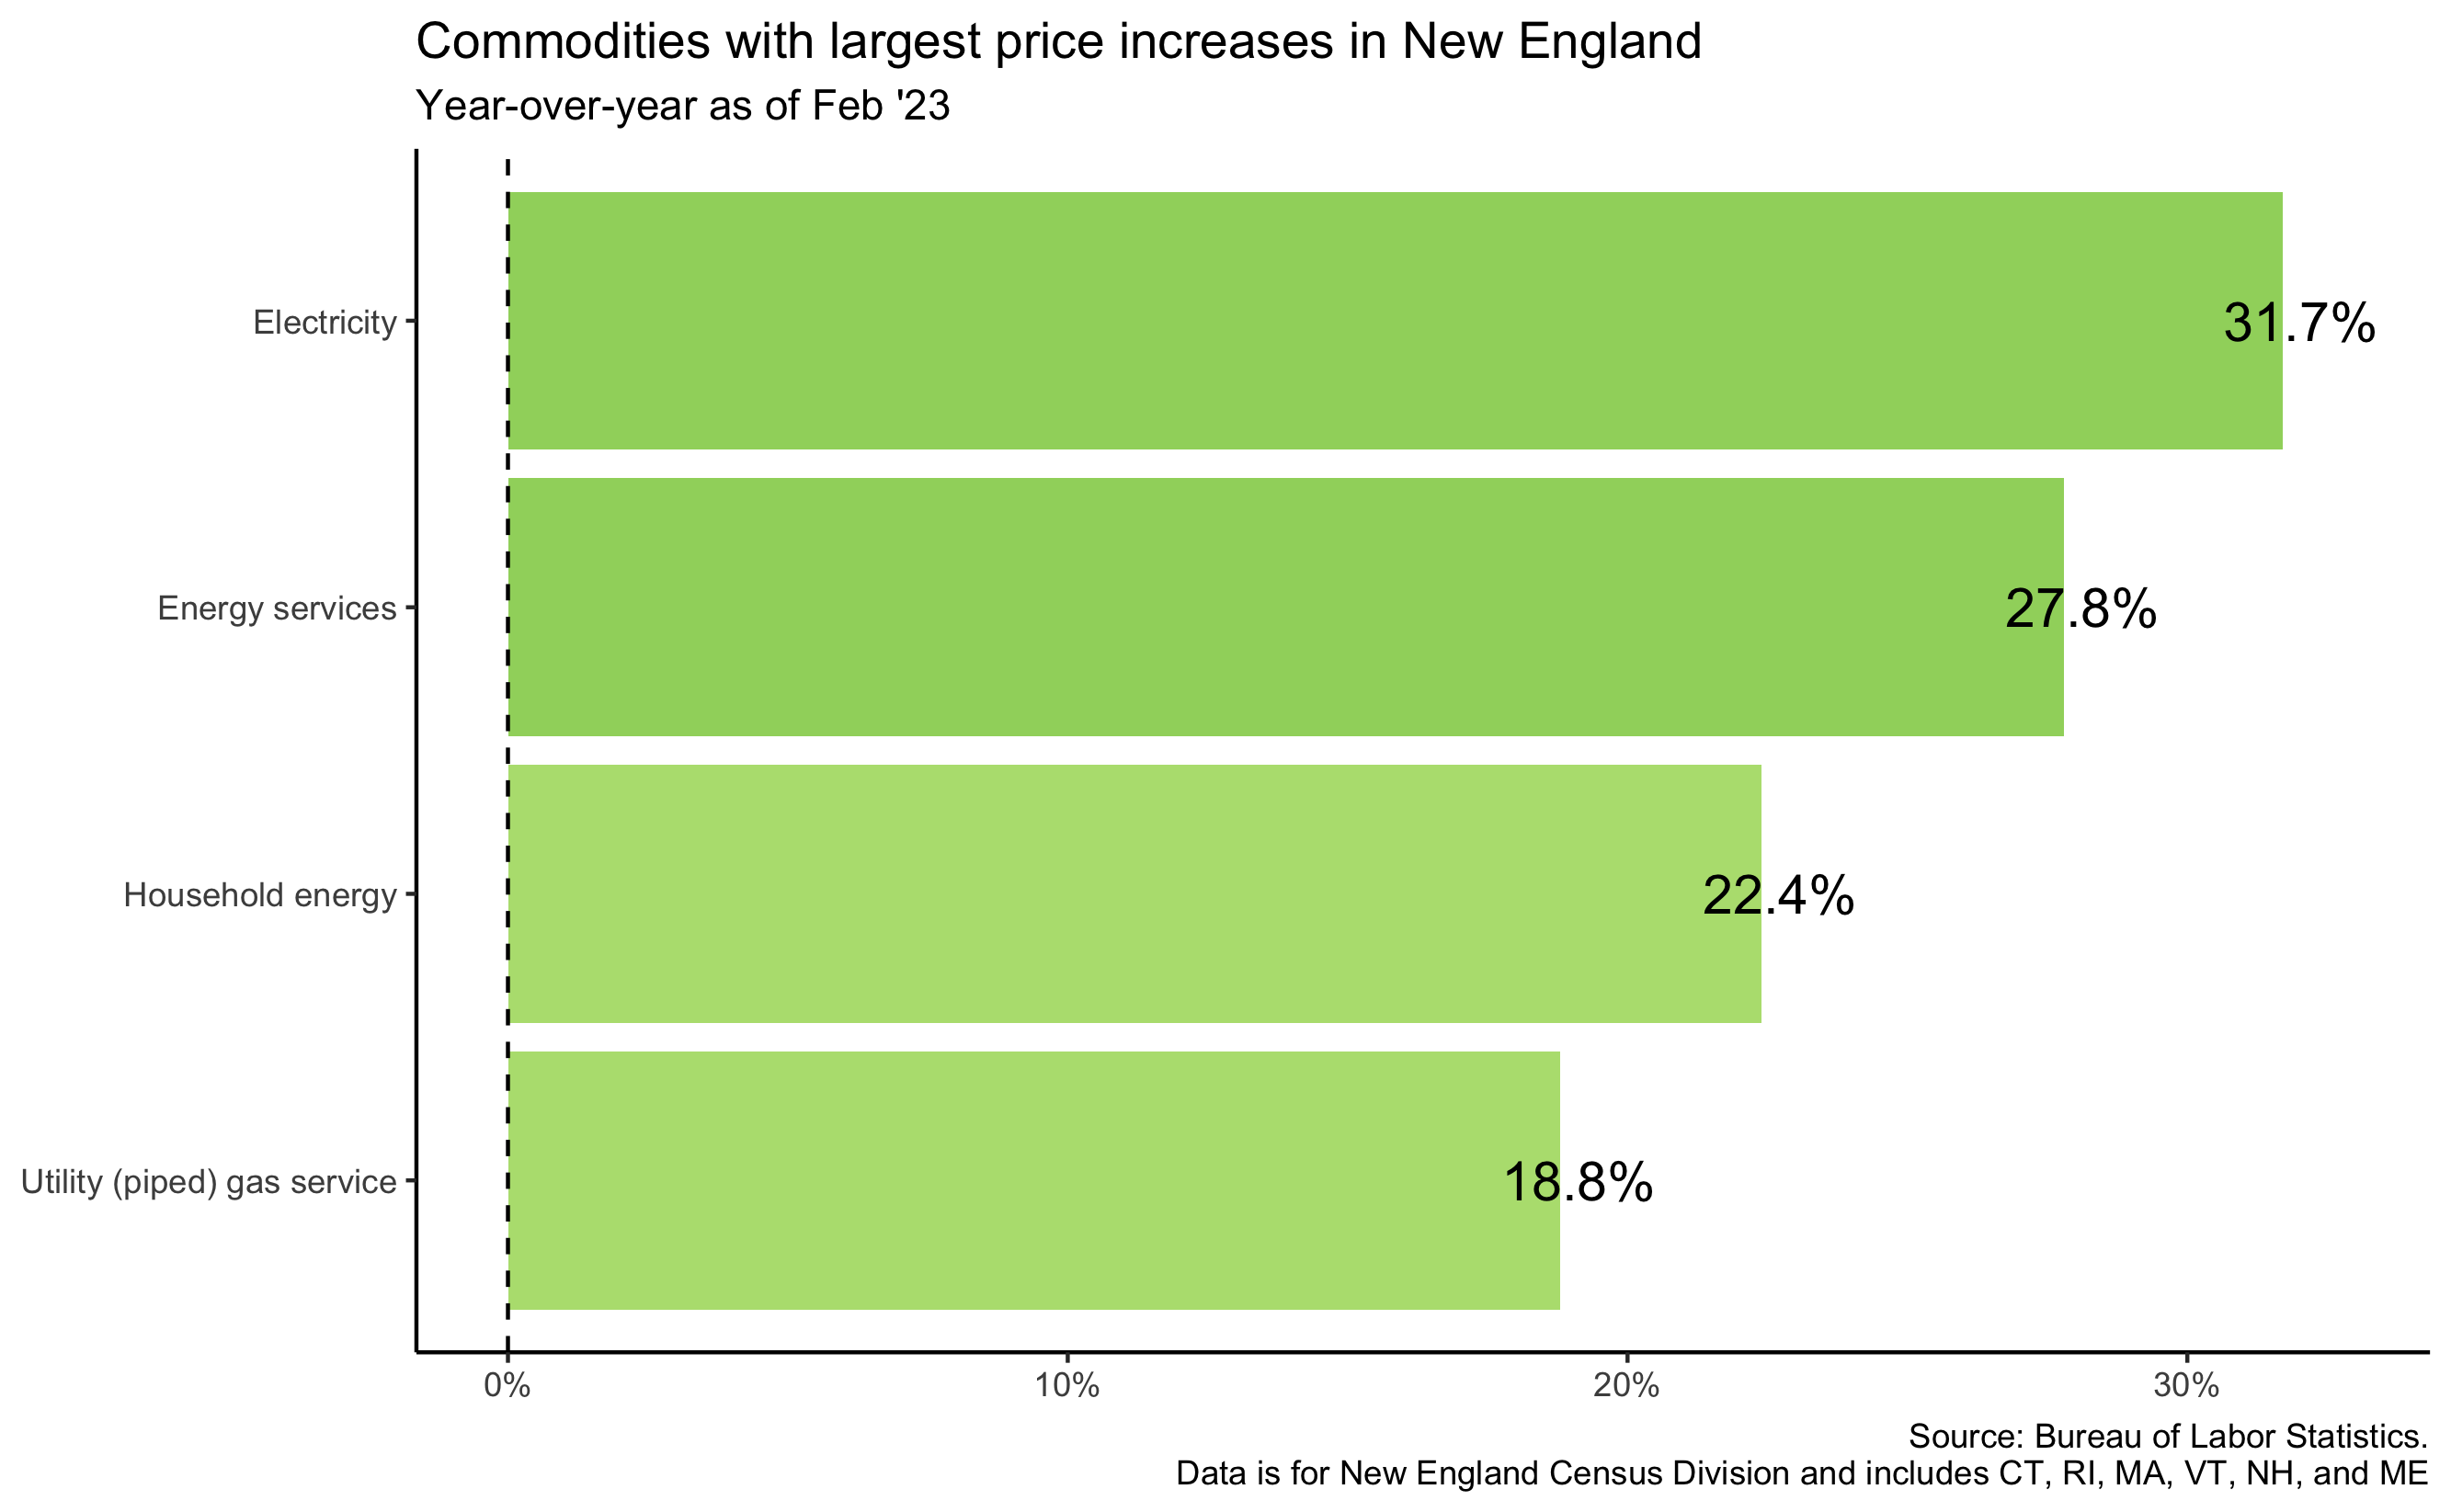 Commodities with largest price increases in New England
Year-over-year as of Feb '23
Electricity
31.7%
Energy services
27.8%
Household energy
22.4%
Utility (piped) gas service
18.8%
0%
10%
20%
30%
Source: Bureau of Labor Statistics.
Data is for New England Census Division and includes CT, RI, MA, VT, NH, and ME